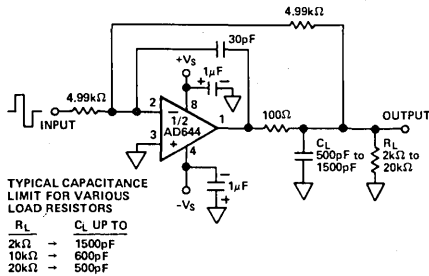 4.99kΩ
30pF
+VS
1μF
+ −
4.99kΩ
8
INPUT
2
−
1/2
AD644
1
100Ω
OUTPUT
3
+
4
CL
500pF to
1500pF
RL
2kΩ to
20kΩ
−
1μF
+
−VS
TYPICAL CAPACITANCE
LIMIT FOR VARIOUS
LOAD RESISTORS
RL CL UP TO
2kΩ → 1500pF
10kΩ → 600pF
20kΩ → 500pF